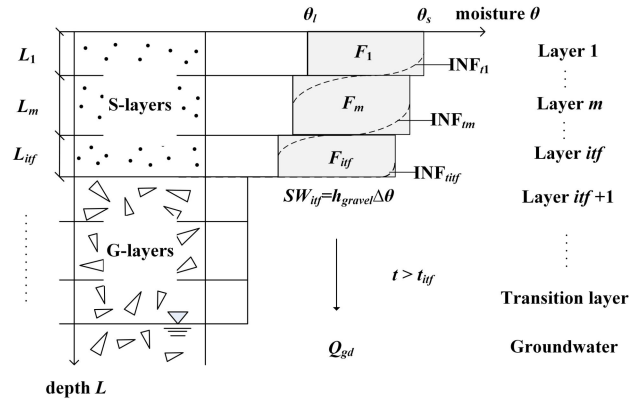 θl θs moisture θ
L1 F1 Layer 1
INFt1
Lm S-layers Fm Layer m
INFtm
Litf Fitf Layer itf
INFtitf
SWitf=hgravelΔθ Layer itf +1
G-layers
t > titf
Transition layer
Qgd Groundwater
depth L